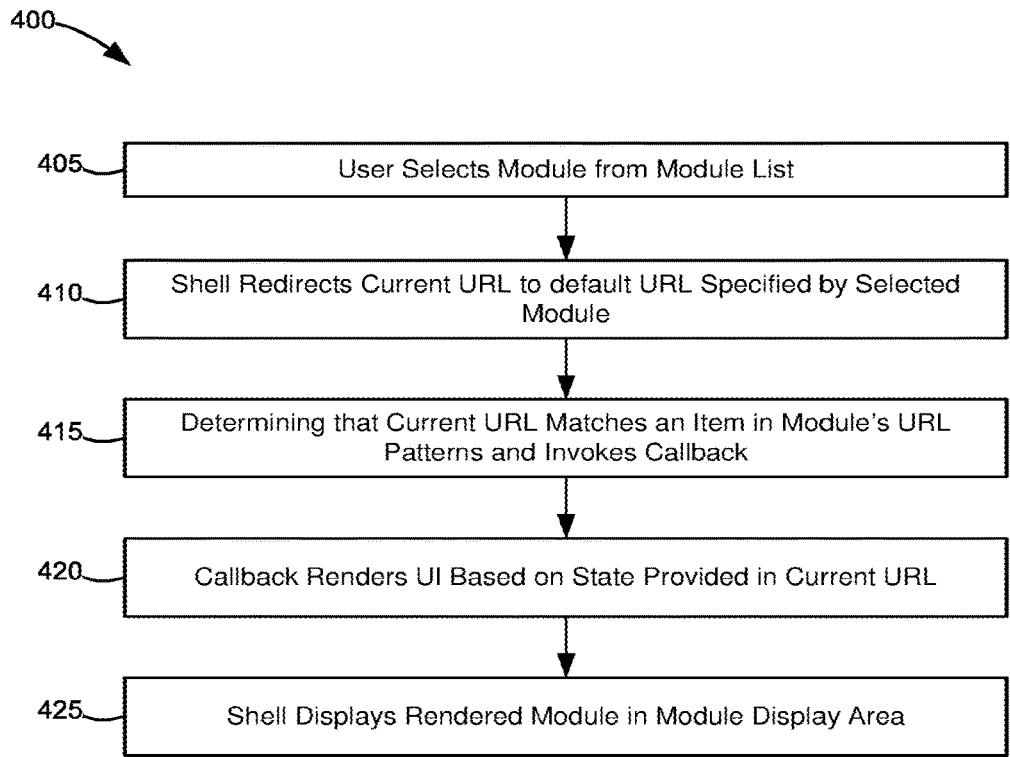 400
405
User Selects Module from Module List
410
Shell Redirects Current URL to default URL Specified by Selected
Module
415
Determining that Current URL Matches an Item in Module's URL
Patterns and Invokes Callback
420
Callback Renders UI Based on State Provided in Current URL
425
Shell Displays Rendered Module in Module Display Area